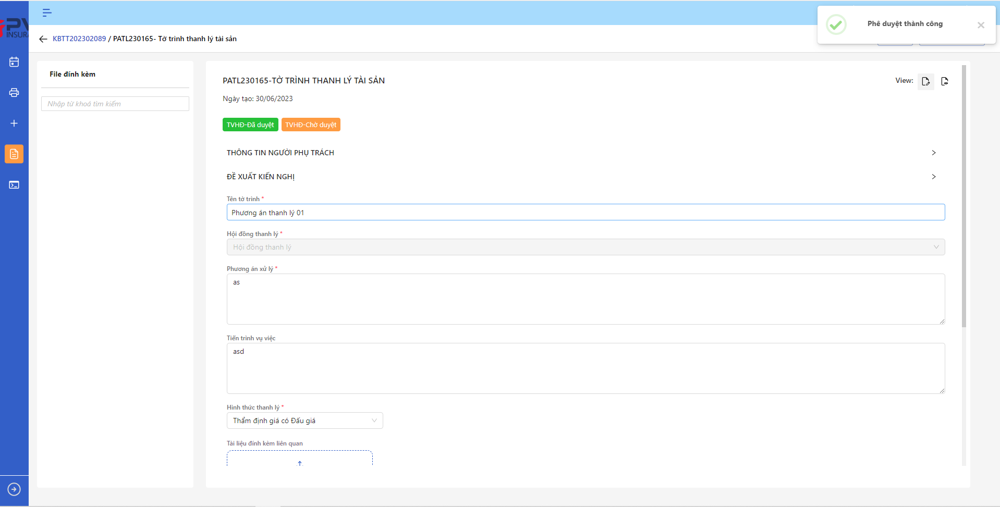 PV
INSURA
Phê duyệt thành công
KBTT202302089 / PATL230165- Tờ trình thanh lý tài sản
File đính kèm
Nhập từ khoá tìm kiếm
PATL230165-TỜ TRÌNH THANH LÝ TÀI SẢN
View:
Ngày tạo: 30/06/2023
TVHĐ-Đã duyệt
TVHĐ-Chờ duyệt
THÔNG TIN NGƯỜI PHỤ TRÁCH
ĐỀ XUẤT KIẾN NGHỊ
Tên tờ trình *
Phương án thanh lý 01
Hội đồng thanh lý *
Hội đồng thanh lý
Phương án xử lý *
as
Tiến trình vụ việc
asd
Hình thức thanh lý *
Thẩm định giá có Đấu giá
Tài liệu đính kèm liên quan